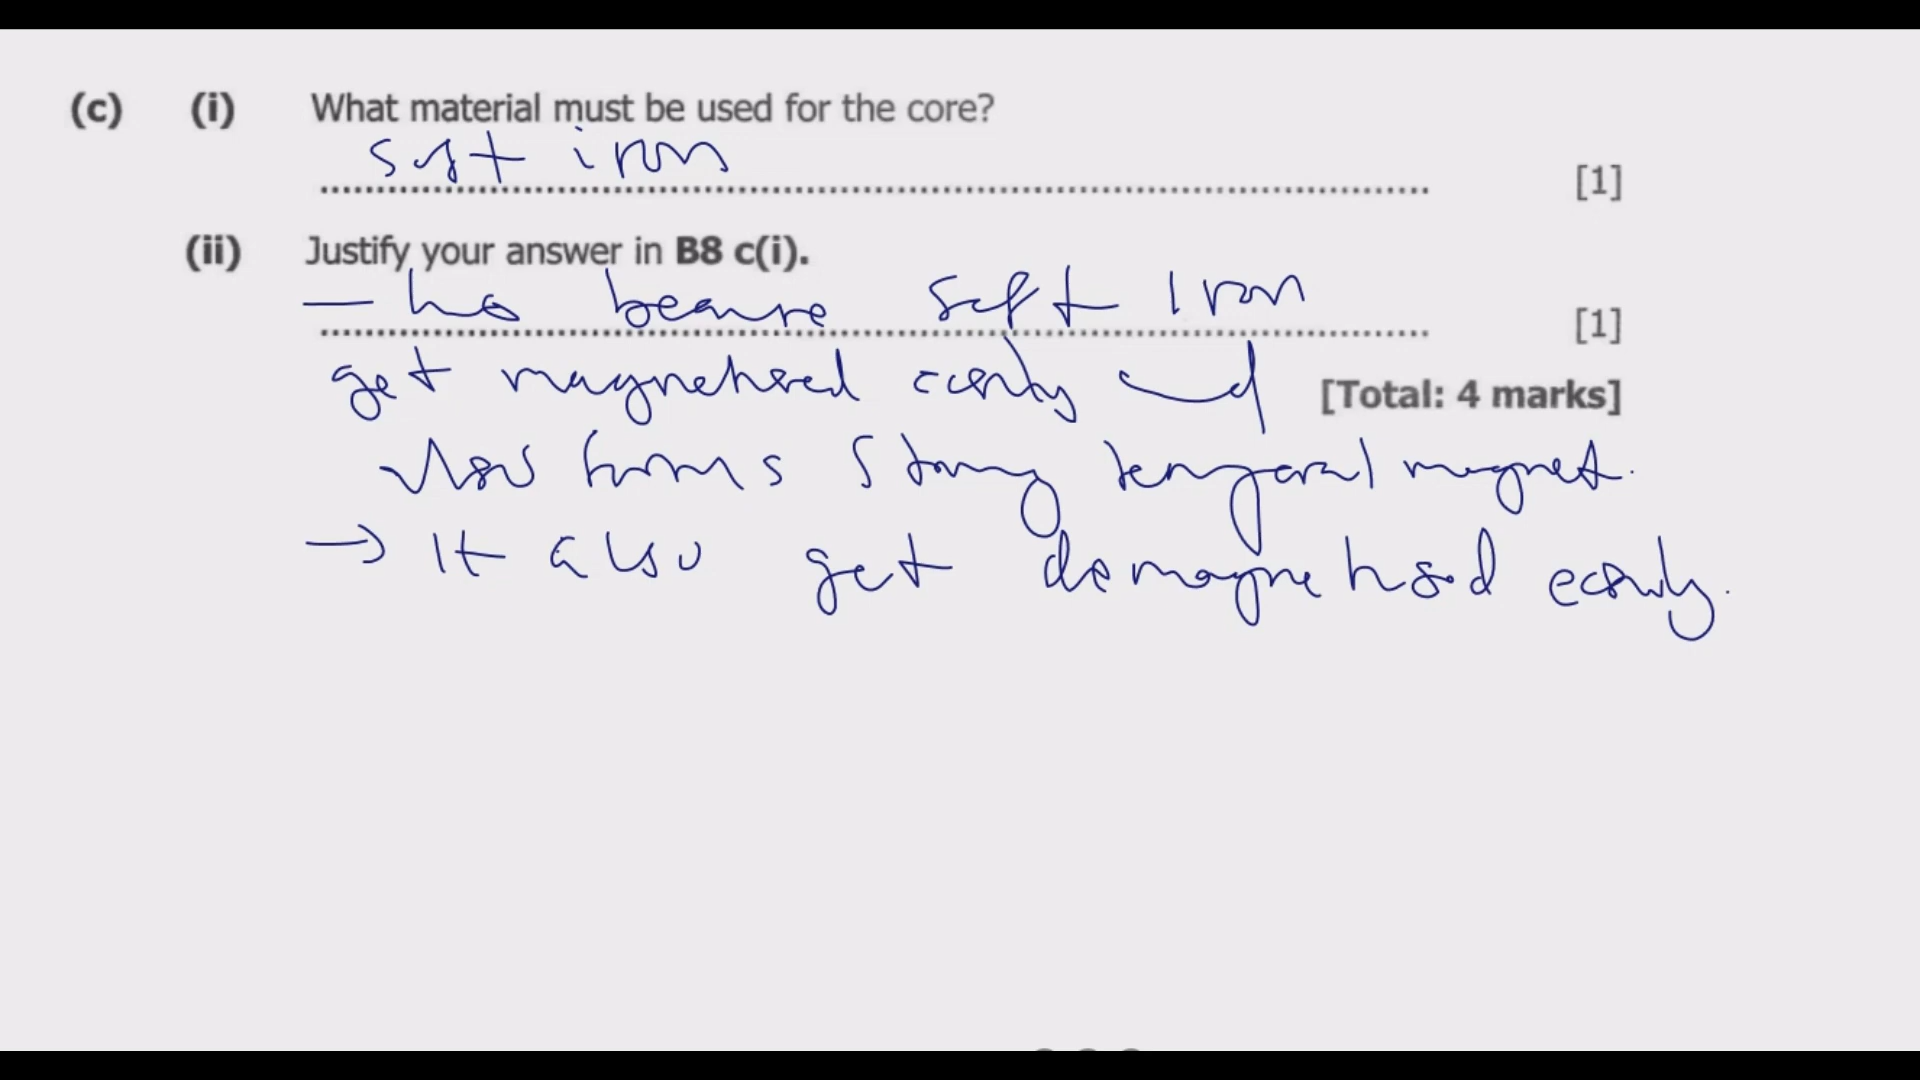 (c) (i) What material must be used for the core?
soft iron
[1]
(ii) Justify your answer in B8 c(i).
– because soft iron
[1]
get magnetised easily and
[Total: 4 marks]
also forms strong temporal magnet.
→ It also get demagnetised easily.